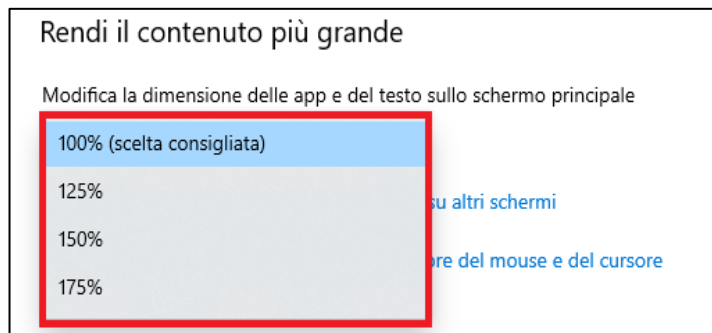 Rendi il contenuto più grande
Modifica la dimensione delle app e del testo sullo schermo principale
100% (scelta consigliata)
125%
su altri schermi
150%
del mouse e del cursore
175%